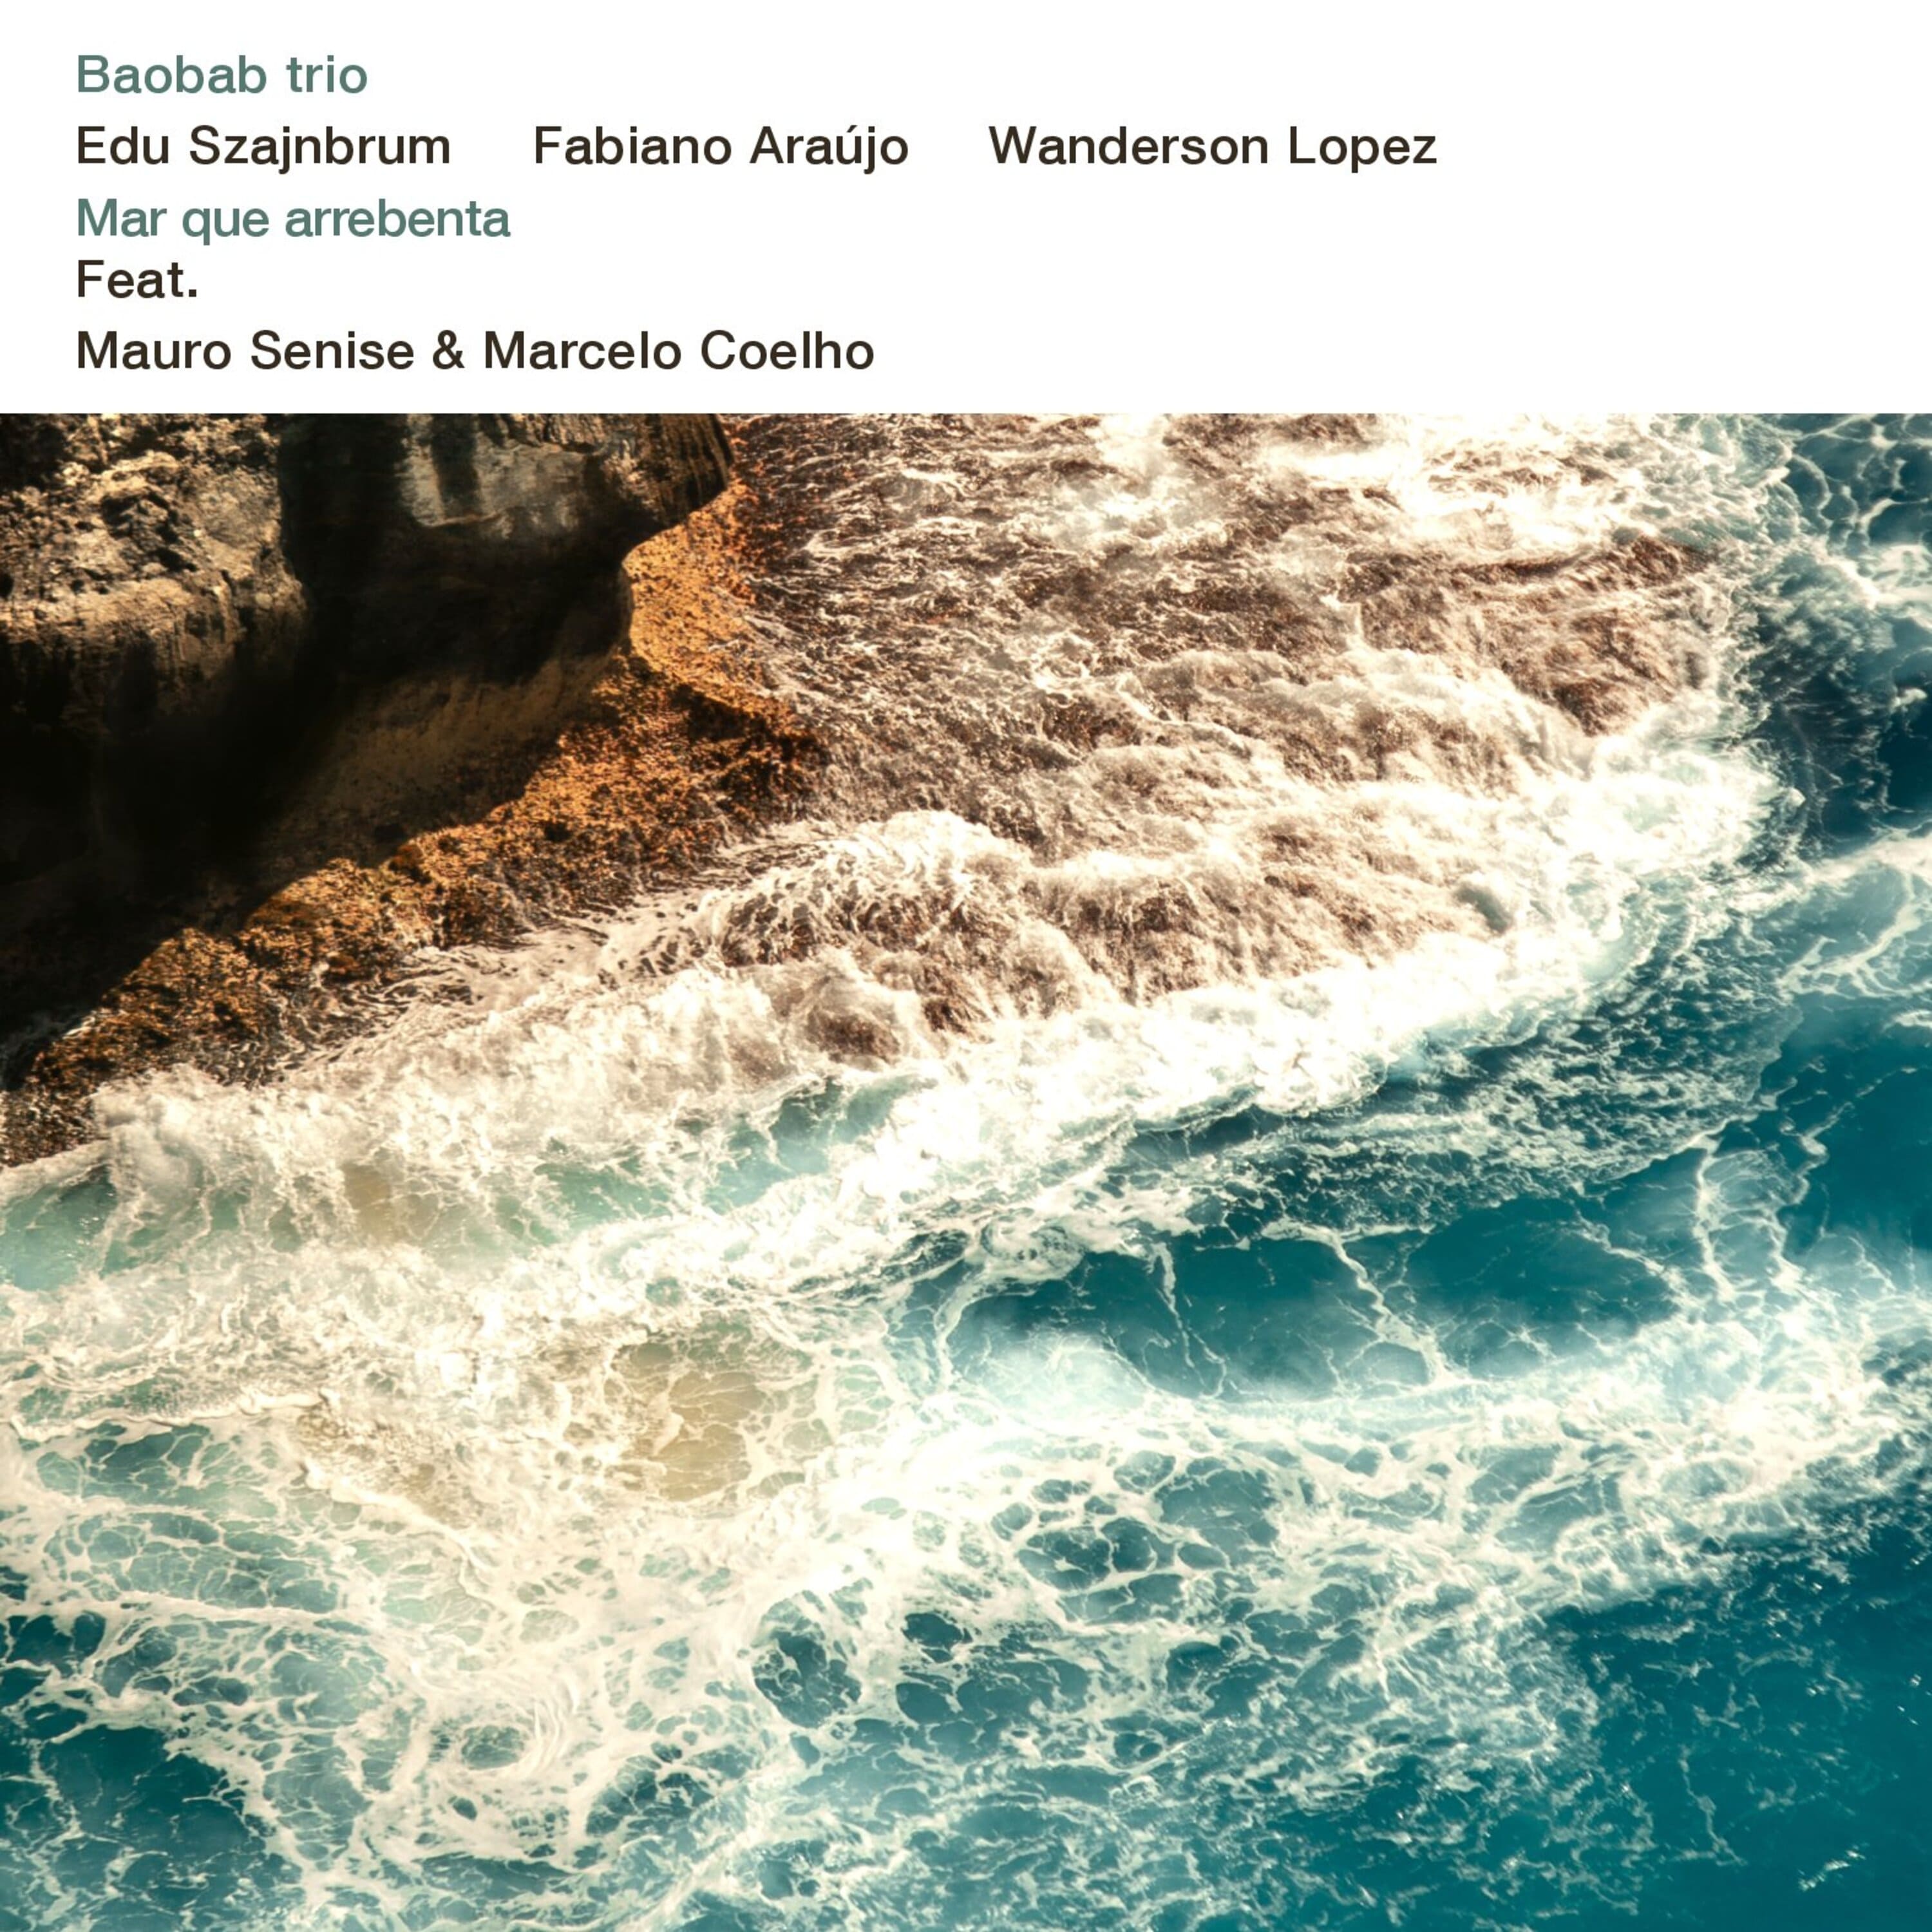 Baobab trio
Edu Szajnbrum Fabiano Araújo Wanderson Lopez
Mar que arrebenta
Feat.
Mauro Senise & Marcelo Coelho